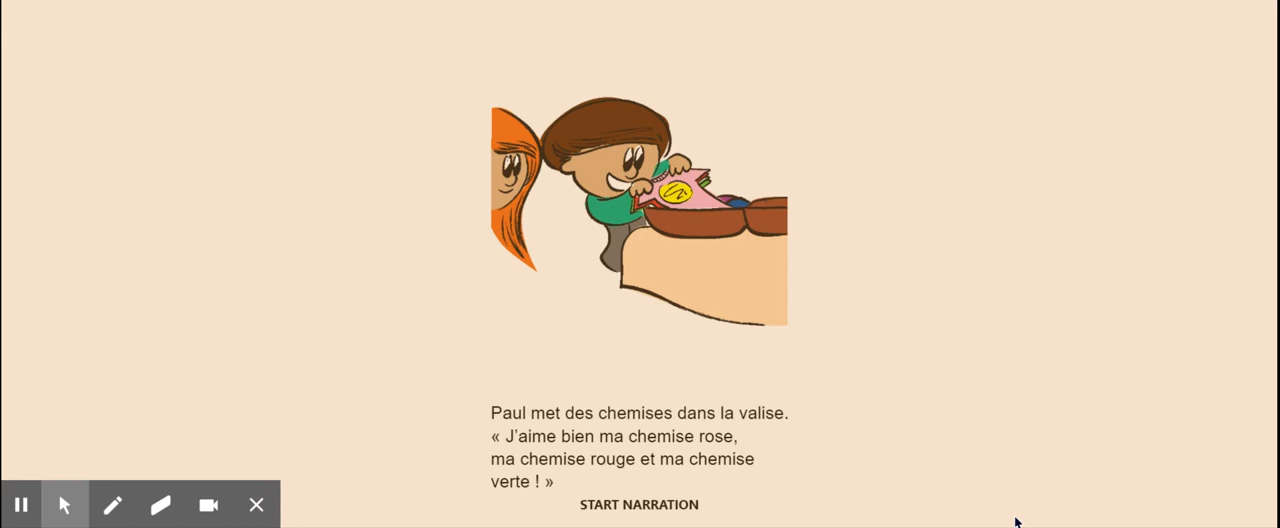 Paul met des chemises dans la valise.
« J’aime bien ma chemise rose,
ma chemise rouge et ma chemise
verte ! »
START NARRATION